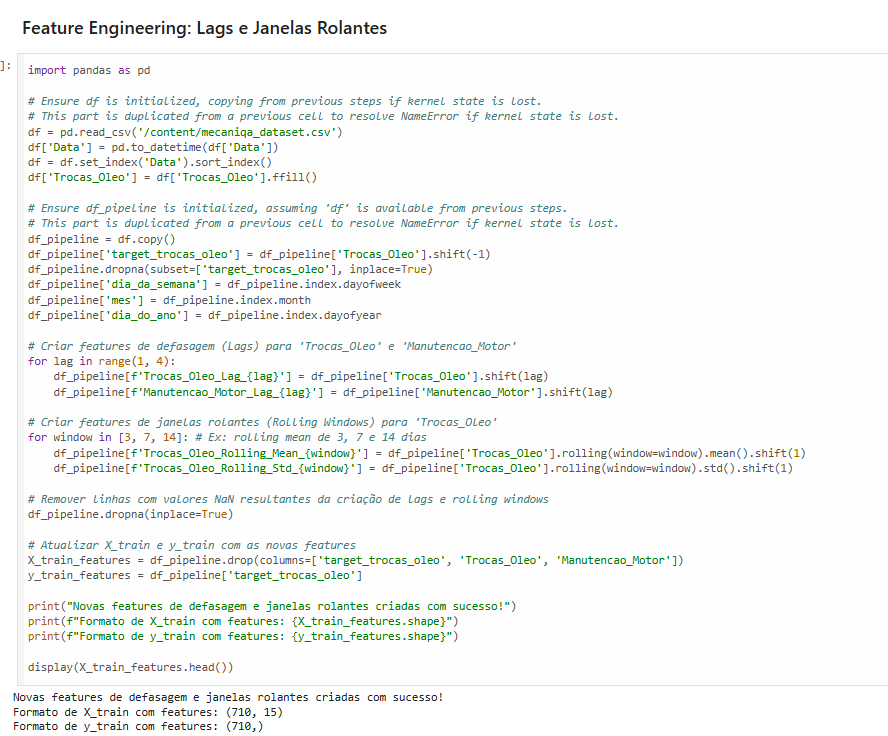 Feature Engineering: Lags e Janelas Rolantes
]:
import pandas as pd
# Ensure df is initialized, copying from previous steps if kernel state is lost.
# This part is duplicated from a previous cell to resolve NameError if kernel state is lost.
df = pd.read_csv('/content/mecaniqa_dataset.csv')
df['Data'] = pd.to_datetime(df['Data'])
df = df.set_index('Data').sort_index()
df['Trocas_Oleo'] = df['Trocas_Oleo'].ffill()
# Ensure df_pipeline is initialized, assuming 'df' is available from previous steps.
# This part is duplicated from a previous cell to resolve NameError if kernel state is lost.
df_pipeline = df.copy()
df_pipeline['target_trocas_oleo'] = df_pipeline['Trocas_Oleo'].shift(-1)
df_pipeline.dropna(subset=['target_trocas_oleo'], inplace=True)
df_pipeline['dia_da_semana'] = df_pipeline.index.dayofweek
df_pipeline['mes'] = df_pipeline.index.month
df_pipeline['dia_do_ano'] = df_pipeline.index.dayofyear
# Criar features de defasagem (Lags) para 'Trocas_Oleo' e 'Manutencao_Motor'
for lag in range(1, 4):
    df_pipeline[f'Trocas_Oleo_Lag_{lag}'] = df_pipeline['Trocas_Oleo'].shift(lag)
    df_pipeline[f'Manutencao_Motor_Lag_{lag}'] = df_pipeline['Manutencao_Motor'].shift(lag)
# Criar features de janelas rolantes (Rolling Windows) para 'Trocas_Oleo'
for window in [3, 7, 14]: # Ex: rolling mean de 3, 7 e 14 dias
    df_pipeline[f'Trocas_Oleo_Rolling_Mean_{window}'] = df_pipeline['Trocas_Oleo'].rolling(window=window).mean().shift(1)
    df_pipeline[f'Trocas_Oleo_Rolling_Std_{window}'] = df_pipeline['Trocas_Oleo'].rolling(window=window).std().shift(1)
# Remover linhas com valores NaN resultantes da criação de lags e rolling windows
df_pipeline.dropna(inplace=True)
# Atualizar X_train e y_train com as novas features
X_train_features = df_pipeline.drop(columns=['target_trocas_oleo', 'Trocas_Oleo', 'Manutencao_Motor'])
y_train_features = df_pipeline['target_trocas_oleo']
print("Novas features de defasagem e janelas rolantes criadas com sucesso!")
print(f"Formato de X_train com features: {X_train_features.shape}")
print(f"Formato de y_train com features: {y_train_features.shape}")
display(X_train_features.head())
Novas features de defasagem e janelas rolantes criadas com sucesso!
Formato de X_train com features: (710, 15)
Formato de y_train com features: (710,)